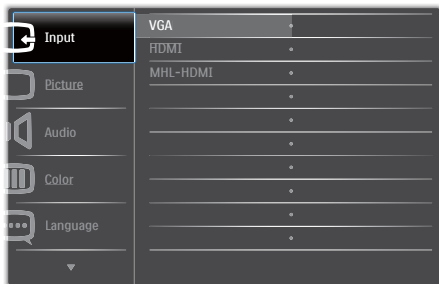 Input
Picture
Audio
Color
Language
VGA
HDMI
MHL-HDMI